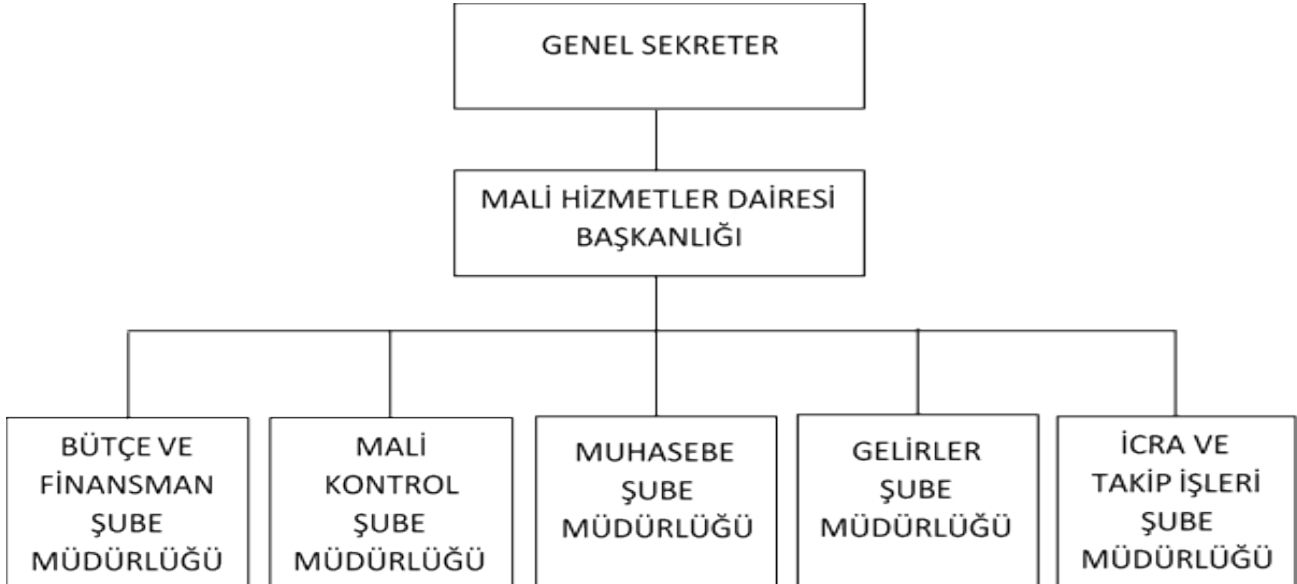 GENEL SEKRETER
MALİ HİZMETLER DAİRESİ
BAŞKANLIĞI
BÜTÇE VE
FİNANSMAN
ŞUBE
MÜDÜRLÜĞÜ
MALİ
KONTROL
ŞUBE
MÜDÜRLÜĞÜ
MUHASEBE
ŞUBE
MÜDÜRLÜĞÜ
GELİRLER
ŞUBE
MÜDÜRLÜĞÜ
İCRA VE
TAKİP İŞLERİ
ŞUBE
MÜDÜRLÜĞÜ